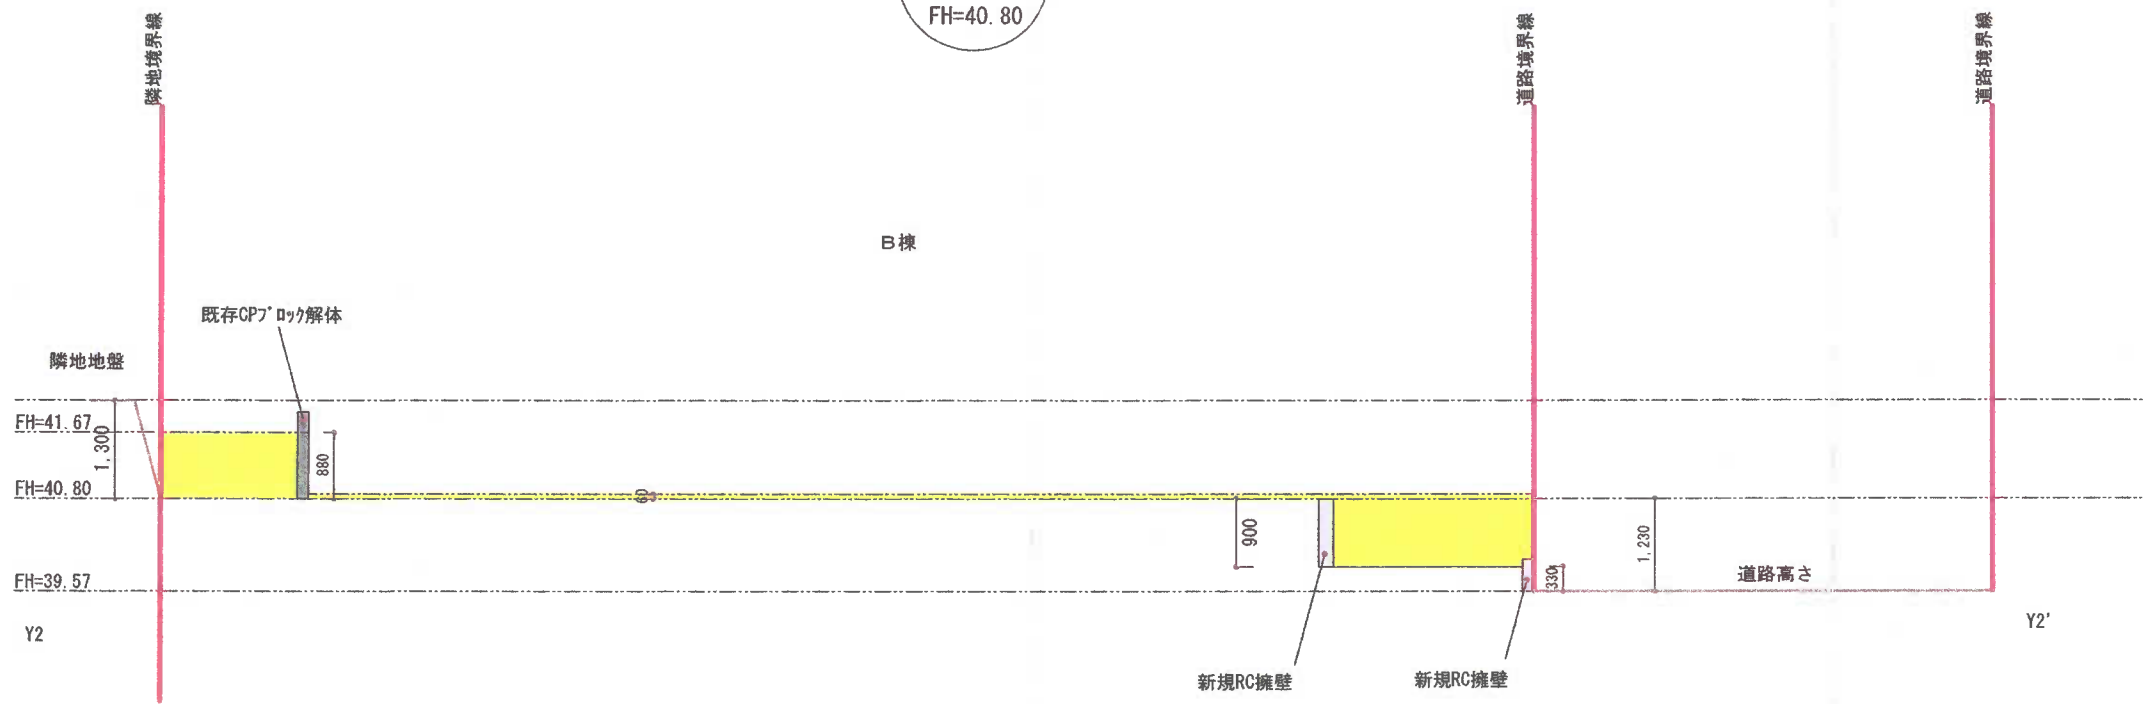 FH=40.80
隣地境界線
道路境界線
道路境界線
B棟
既存CPブロック解体
隣地地盤
FH=41.67
1,300
880
FH=40.80
60
900
1,230
330
FH=39.57
道路高さ
Y2
Y2'
新規RC擁壁
新規RC擁壁